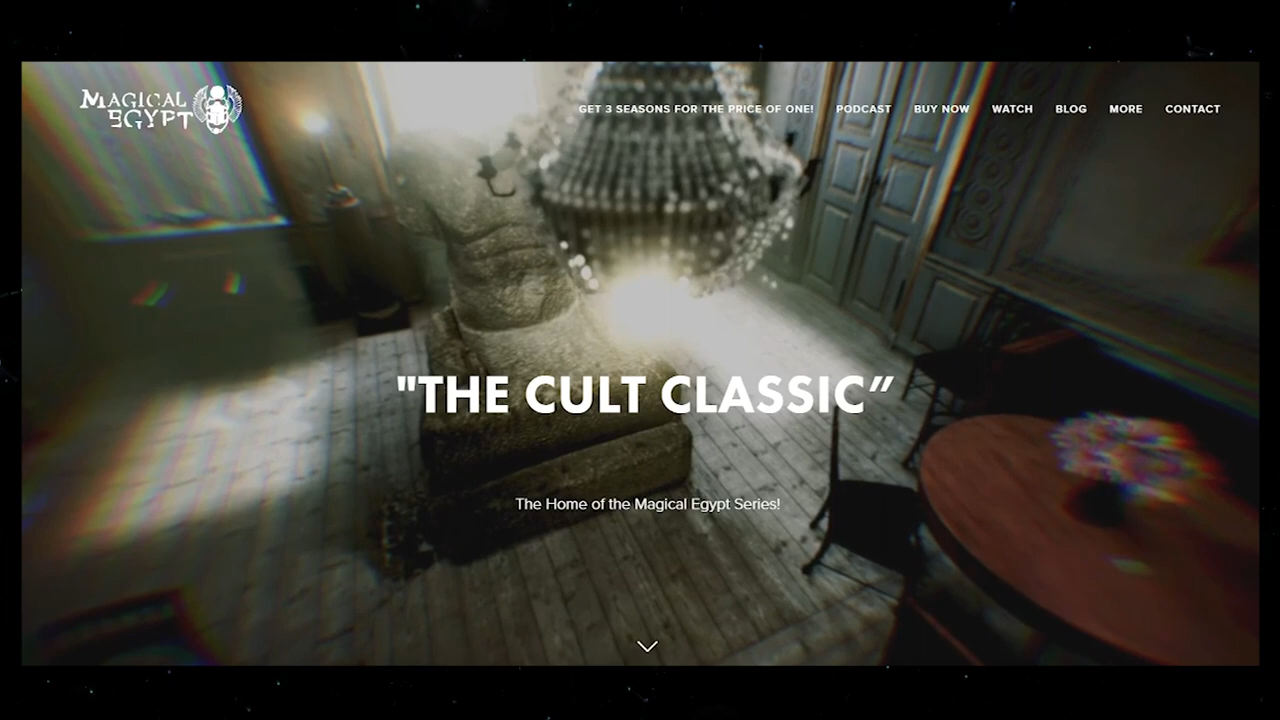 MAGICAL
EGYPT
GET 3 SEASONS FOR THE PRICE OF ONE! PODCAST BUY NOW WATCH BLOG MORE CONTACT
"THE CULT CLASSIC”
The Home of the Magical Egypt Series!